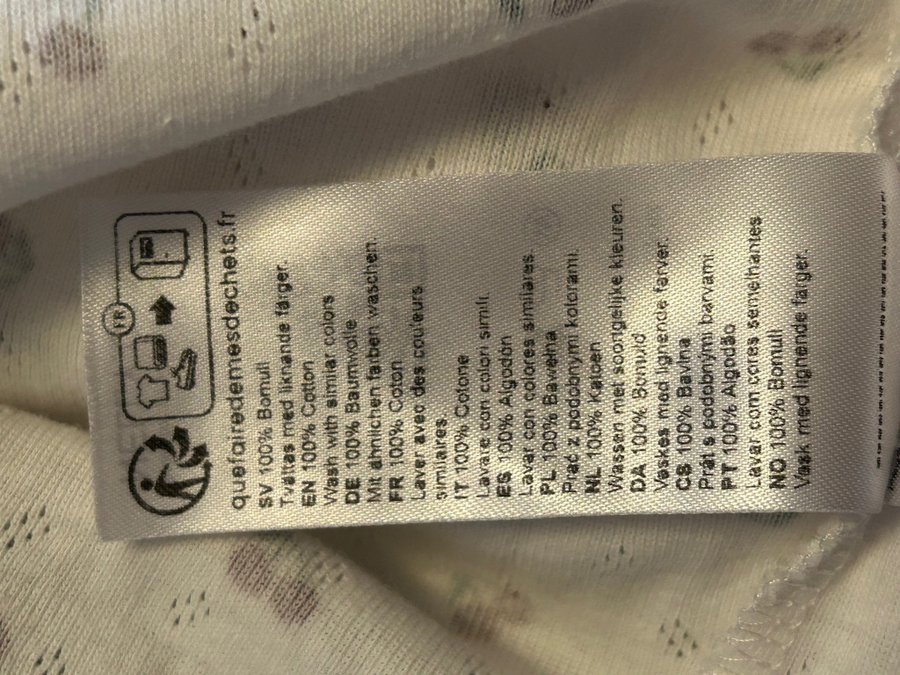 FR
quefairedemesdechets.fr
SV 100% Bomull
Tvättas med liknande färger.
EN 100% Cotton
Wash with similar colors
DE 100% Baumwolle
Mit ähnlichen farben waschen.
FR 100% Coton
Laver avec des couleurs
similaires.
IT 100% Cotone
Lavare con colori simili.
ES 100% Algodón
Lavar con colores similares.
PL 100% Bawełna
Prać z podobnymi kolorami.
NL 100% Katoen
Wassen met soortgelijke kleuren.
DA 100% Bomuld
Vaskes med lignende farver.
CS 100% Bavlna
Prát s podobnými barvami.
PT 100% Algodão
Lavar com cores semelhantes
NO 100% Bomull
Vask med lignende farger.